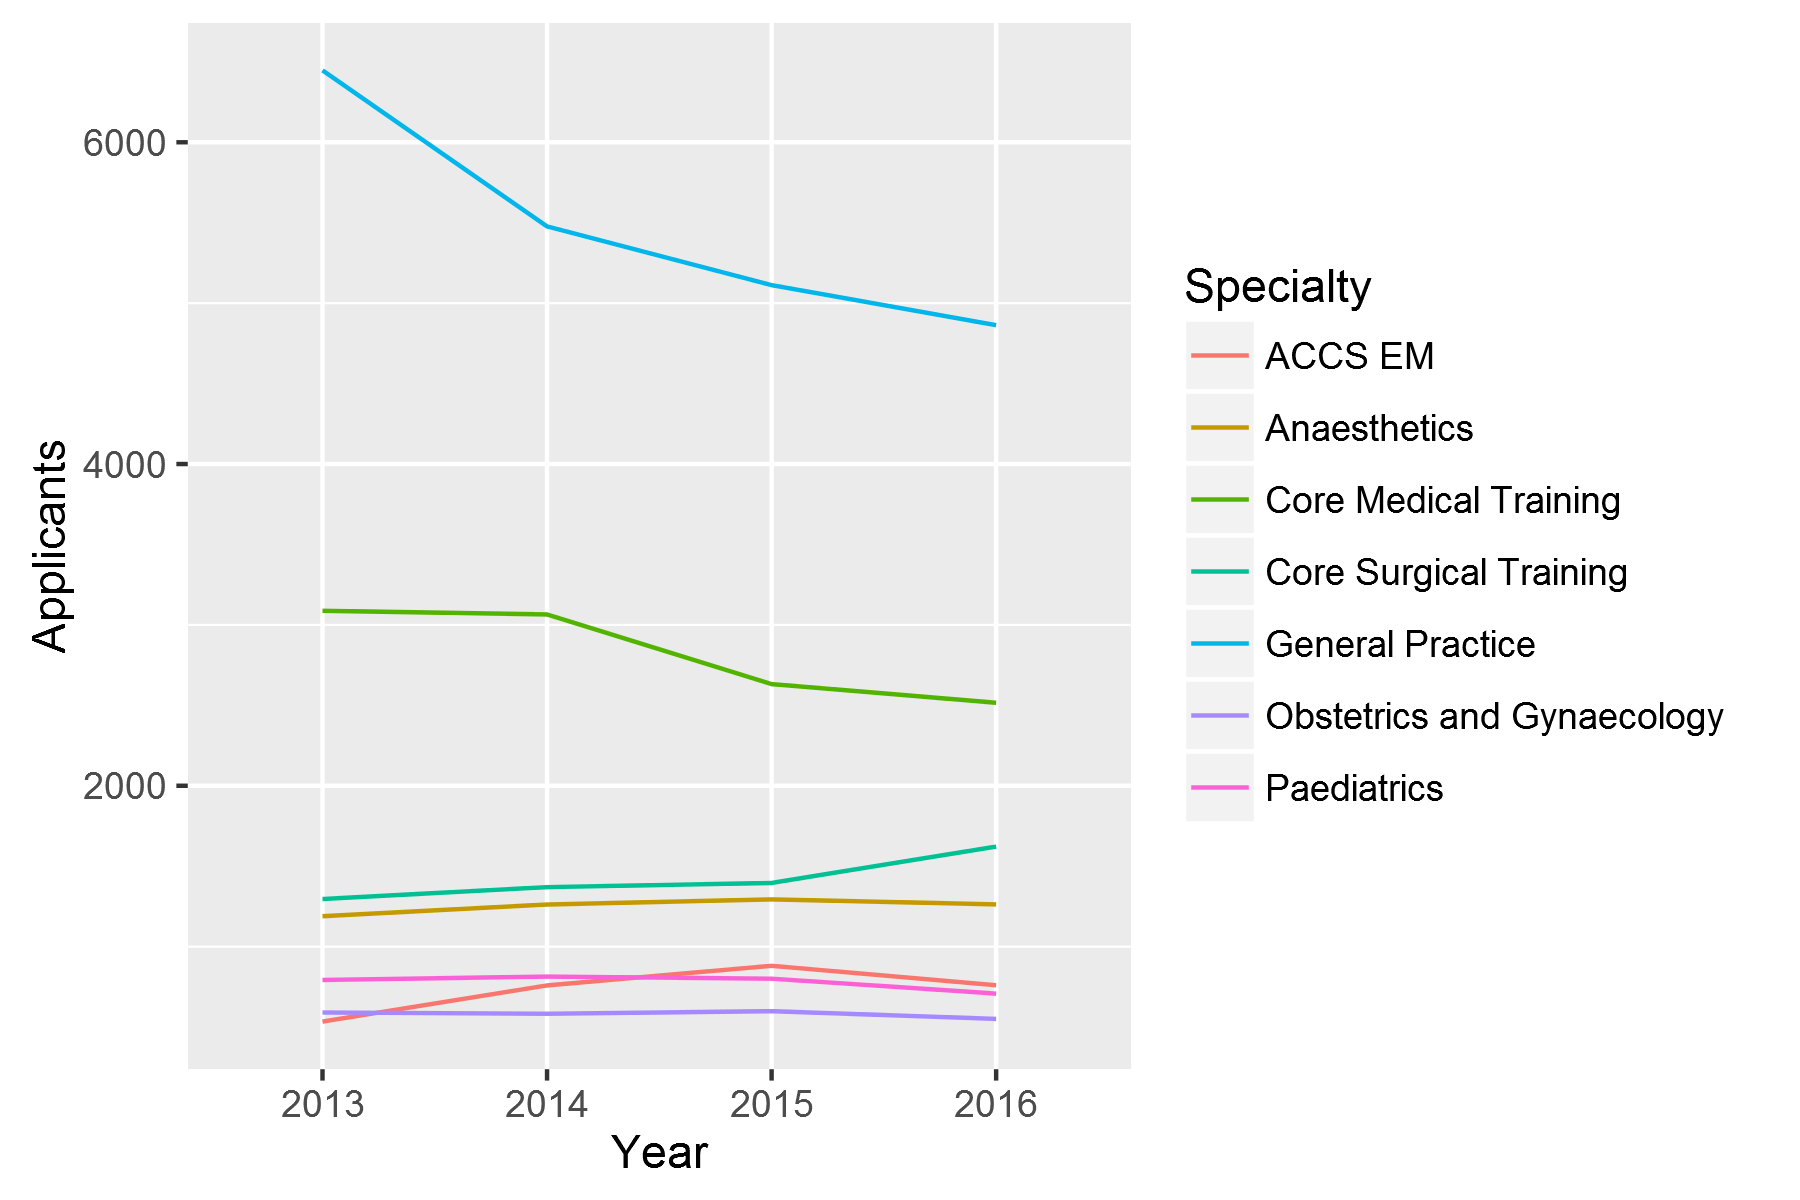 6000
4000
2000
Applicants
2013 2014 2015 2016
Year
Specialty
ACCS EM
Anaesthetics
Core Medical Training
Core Surgical Training
General Practice
Obstetrics and Gynaecology
Paediatrics